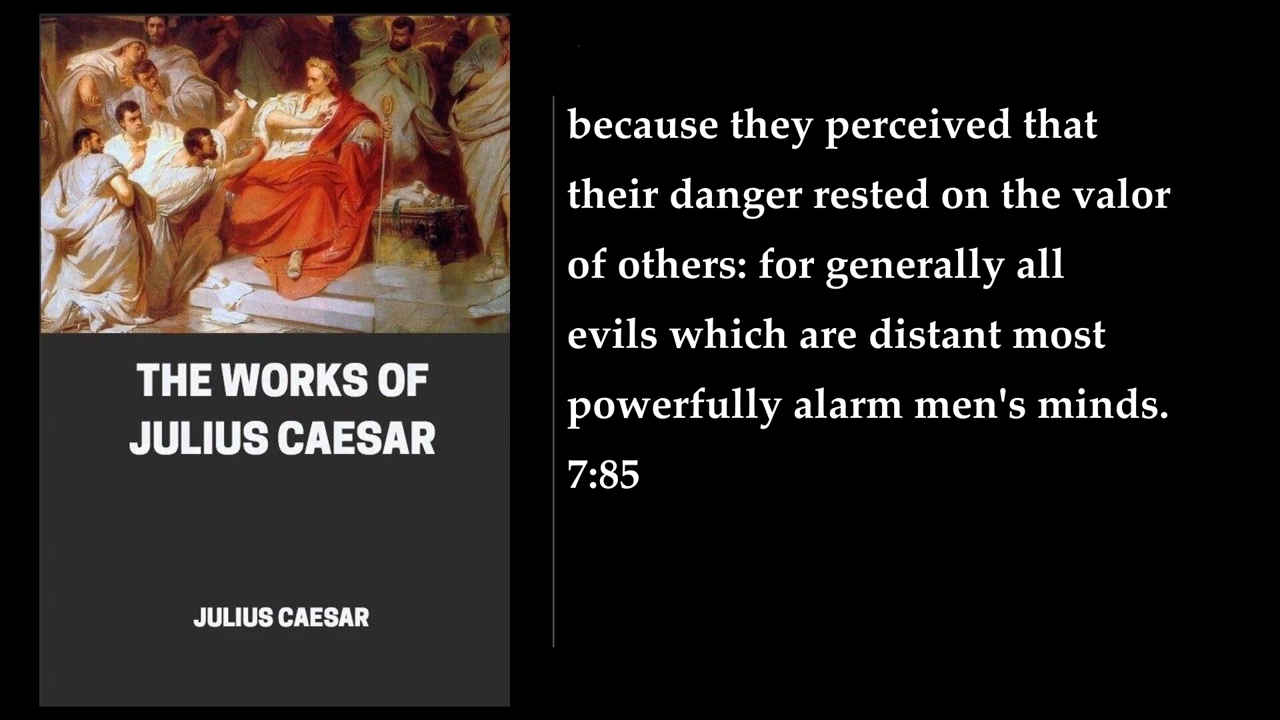 THE WORKS OF
JULIUS CAESAR
JULIUS CAESAR
because they perceived that
their danger rested on the valor
of others: for generally all
evils which are distant most
powerfully alarm men's minds.
7:85